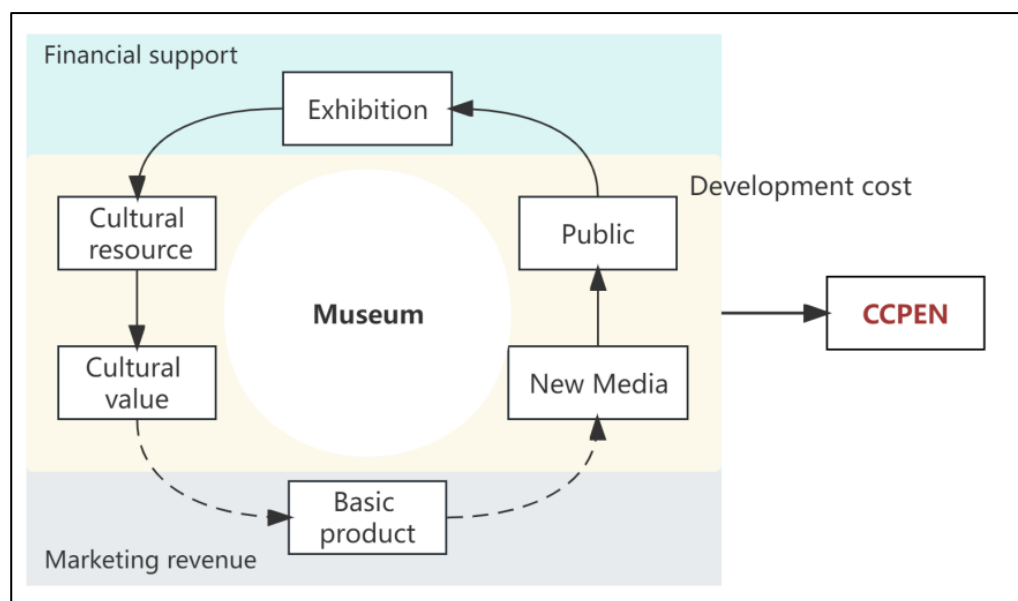 Financial support
Exhibition
Development cost
Cultural
resource
Public
Museum
CCPEN
Cultural
value
New Media
Basic
product
Marketing revenue